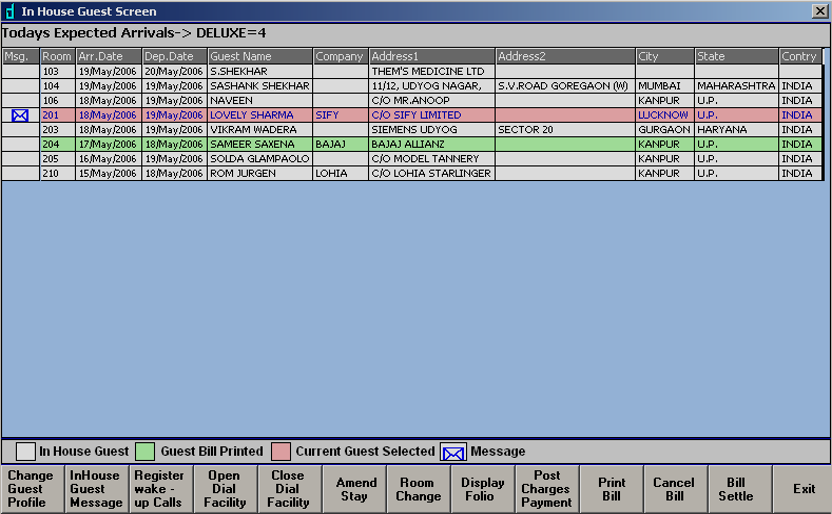 In House Guest Screen
Todays Expected Arrivals-> DELUXE=4
Msg. Room Arr.Date Dep.Date Guest Name Company Address1 Address2 City State Contry
103 19/May/2006 20/May/2006 S.SHEKHAR THEM'S MEDICINE LTD INDIA
104 19/May/2006 19/May/2006 SASHANK SHEKHAR 11/12, UDYOG NAGAR, S.V.ROAD GOREGAON (W) MUMBAI MAHARASHTRA INDIA
106 18/May/2006 19/May/2006 NAVEEN C/O MR.ANOOP KANPUR U.P. INDIA
201 18/May/2006 19/May/2006 LOVELY SHARMA SIFY C/O SIFY LIMITED LUCKNOW U.P. INDIA
203 18/May/2006 19/May/2006 VIKRAM WADERA SIEMENS UDYOG SECTOR 20 GURGAON HARYANA INDIA
204 17/May/2006 18/May/2006 SAMEER SAXENA BAJAJ BAJAJ ALLIANZ KANPUR U.P. INDIA
205 16/May/2006 19/May/2006 SOLDA GLAMPAOLO C/O MODEL TANNERY KANPUR U.P. INDIA
210 15/May/2006 18/May/2006 ROM JURGEN LOHIA C/O LOHIA STARLINGER KANPUR U.P. INDIA
In House Guest Guest Bill Printed Current Guest Selected Message
Change Guest Profile
InHouse Guest Message
Register wake - up Calls
Open Dial Facility
Close Dial Facility
Amend Stay
Room Change
Display Folio
Post Charges Payment
Print Bill
Cancel Bill
Bill Settle
Exit